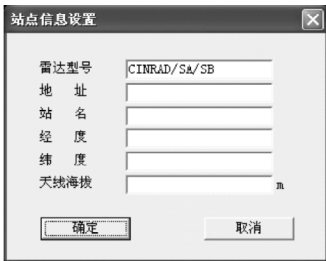 站点信息设置
雷达型号 CINRAD/SA/SB
地 址
站 名
经 度
纬 度
天线海拔 m
确定 取消